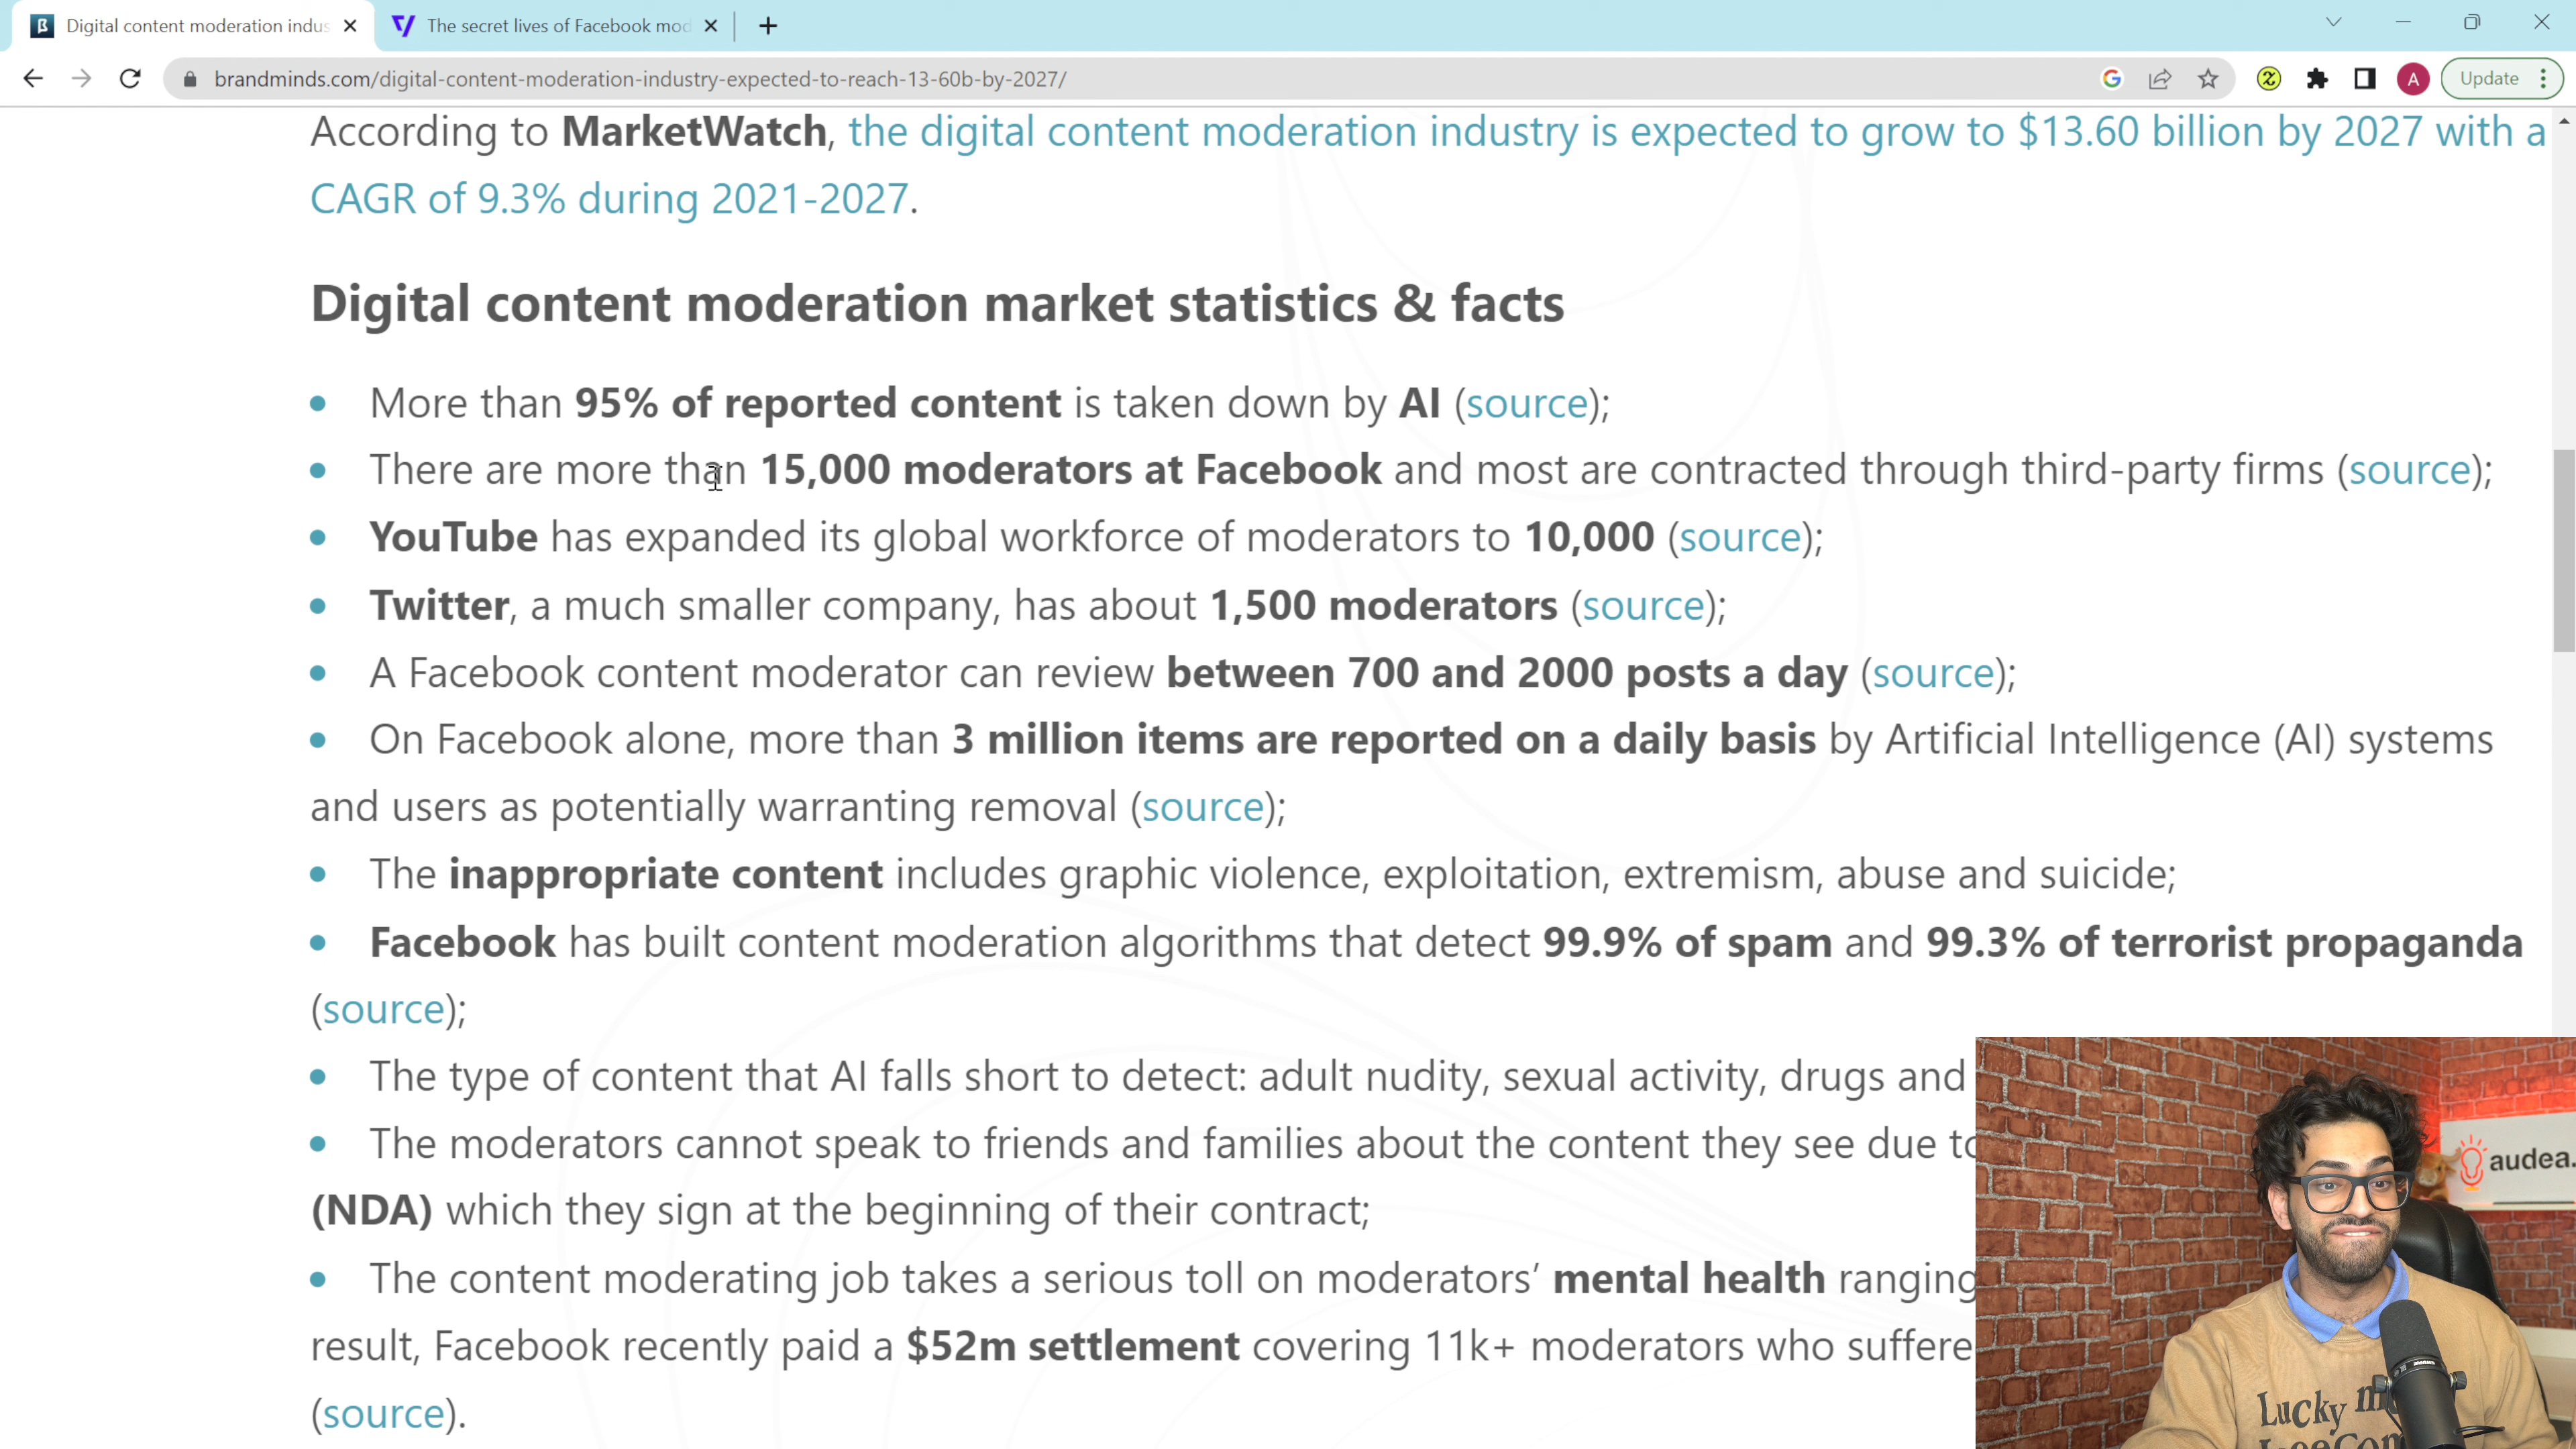 Digital content moderation indus
The secret lives of Facebook mod
brandminds.com/digital-content-moderation-industry-expected-to-reach-13-60b-by-2027/
A
Update
According to MarketWatch, the digital content moderation industry is expected to grow to $13.60 billion by 2027 with a
CAGR of 9.3% during 2021-2027.
Digital content moderation market statistics & facts
• More than 95% of reported content is taken down by AI (source);
• There are more than 15,000 moderators at Facebook and most are contracted through third-party firms (source);
• YouTube has expanded its global workforce of moderators to 10,000 (source);
• Twitter, a much smaller company, has about 1,500 moderators (source);
• A Facebook content moderator can review between 700 and 2000 posts a day (source);
• On Facebook alone, more than 3 million items are reported on a daily basis by Artificial Intelligence (AI) systems
and users as potentially warranting removal (source);
• The inappropriate content includes graphic violence, exploitation, extremism, abuse and suicide;
• Facebook has built content moderation algorithms that detect 99.9% of spam and 99.3% of terrorist propaganda
(source);
• The type of content that AI falls short to detect: adult nudity, sexual activity, drugs and
• The moderators cannot speak to friends and families about the content they see due to
(NDA) which they sign at the beginning of their contract;
• The content moderating job takes a serious toll on moderators’ mental health ranging
result, Facebook recently paid a $52m settlement covering 11k+ moderators who suffere
(source).
audea.
Lucky